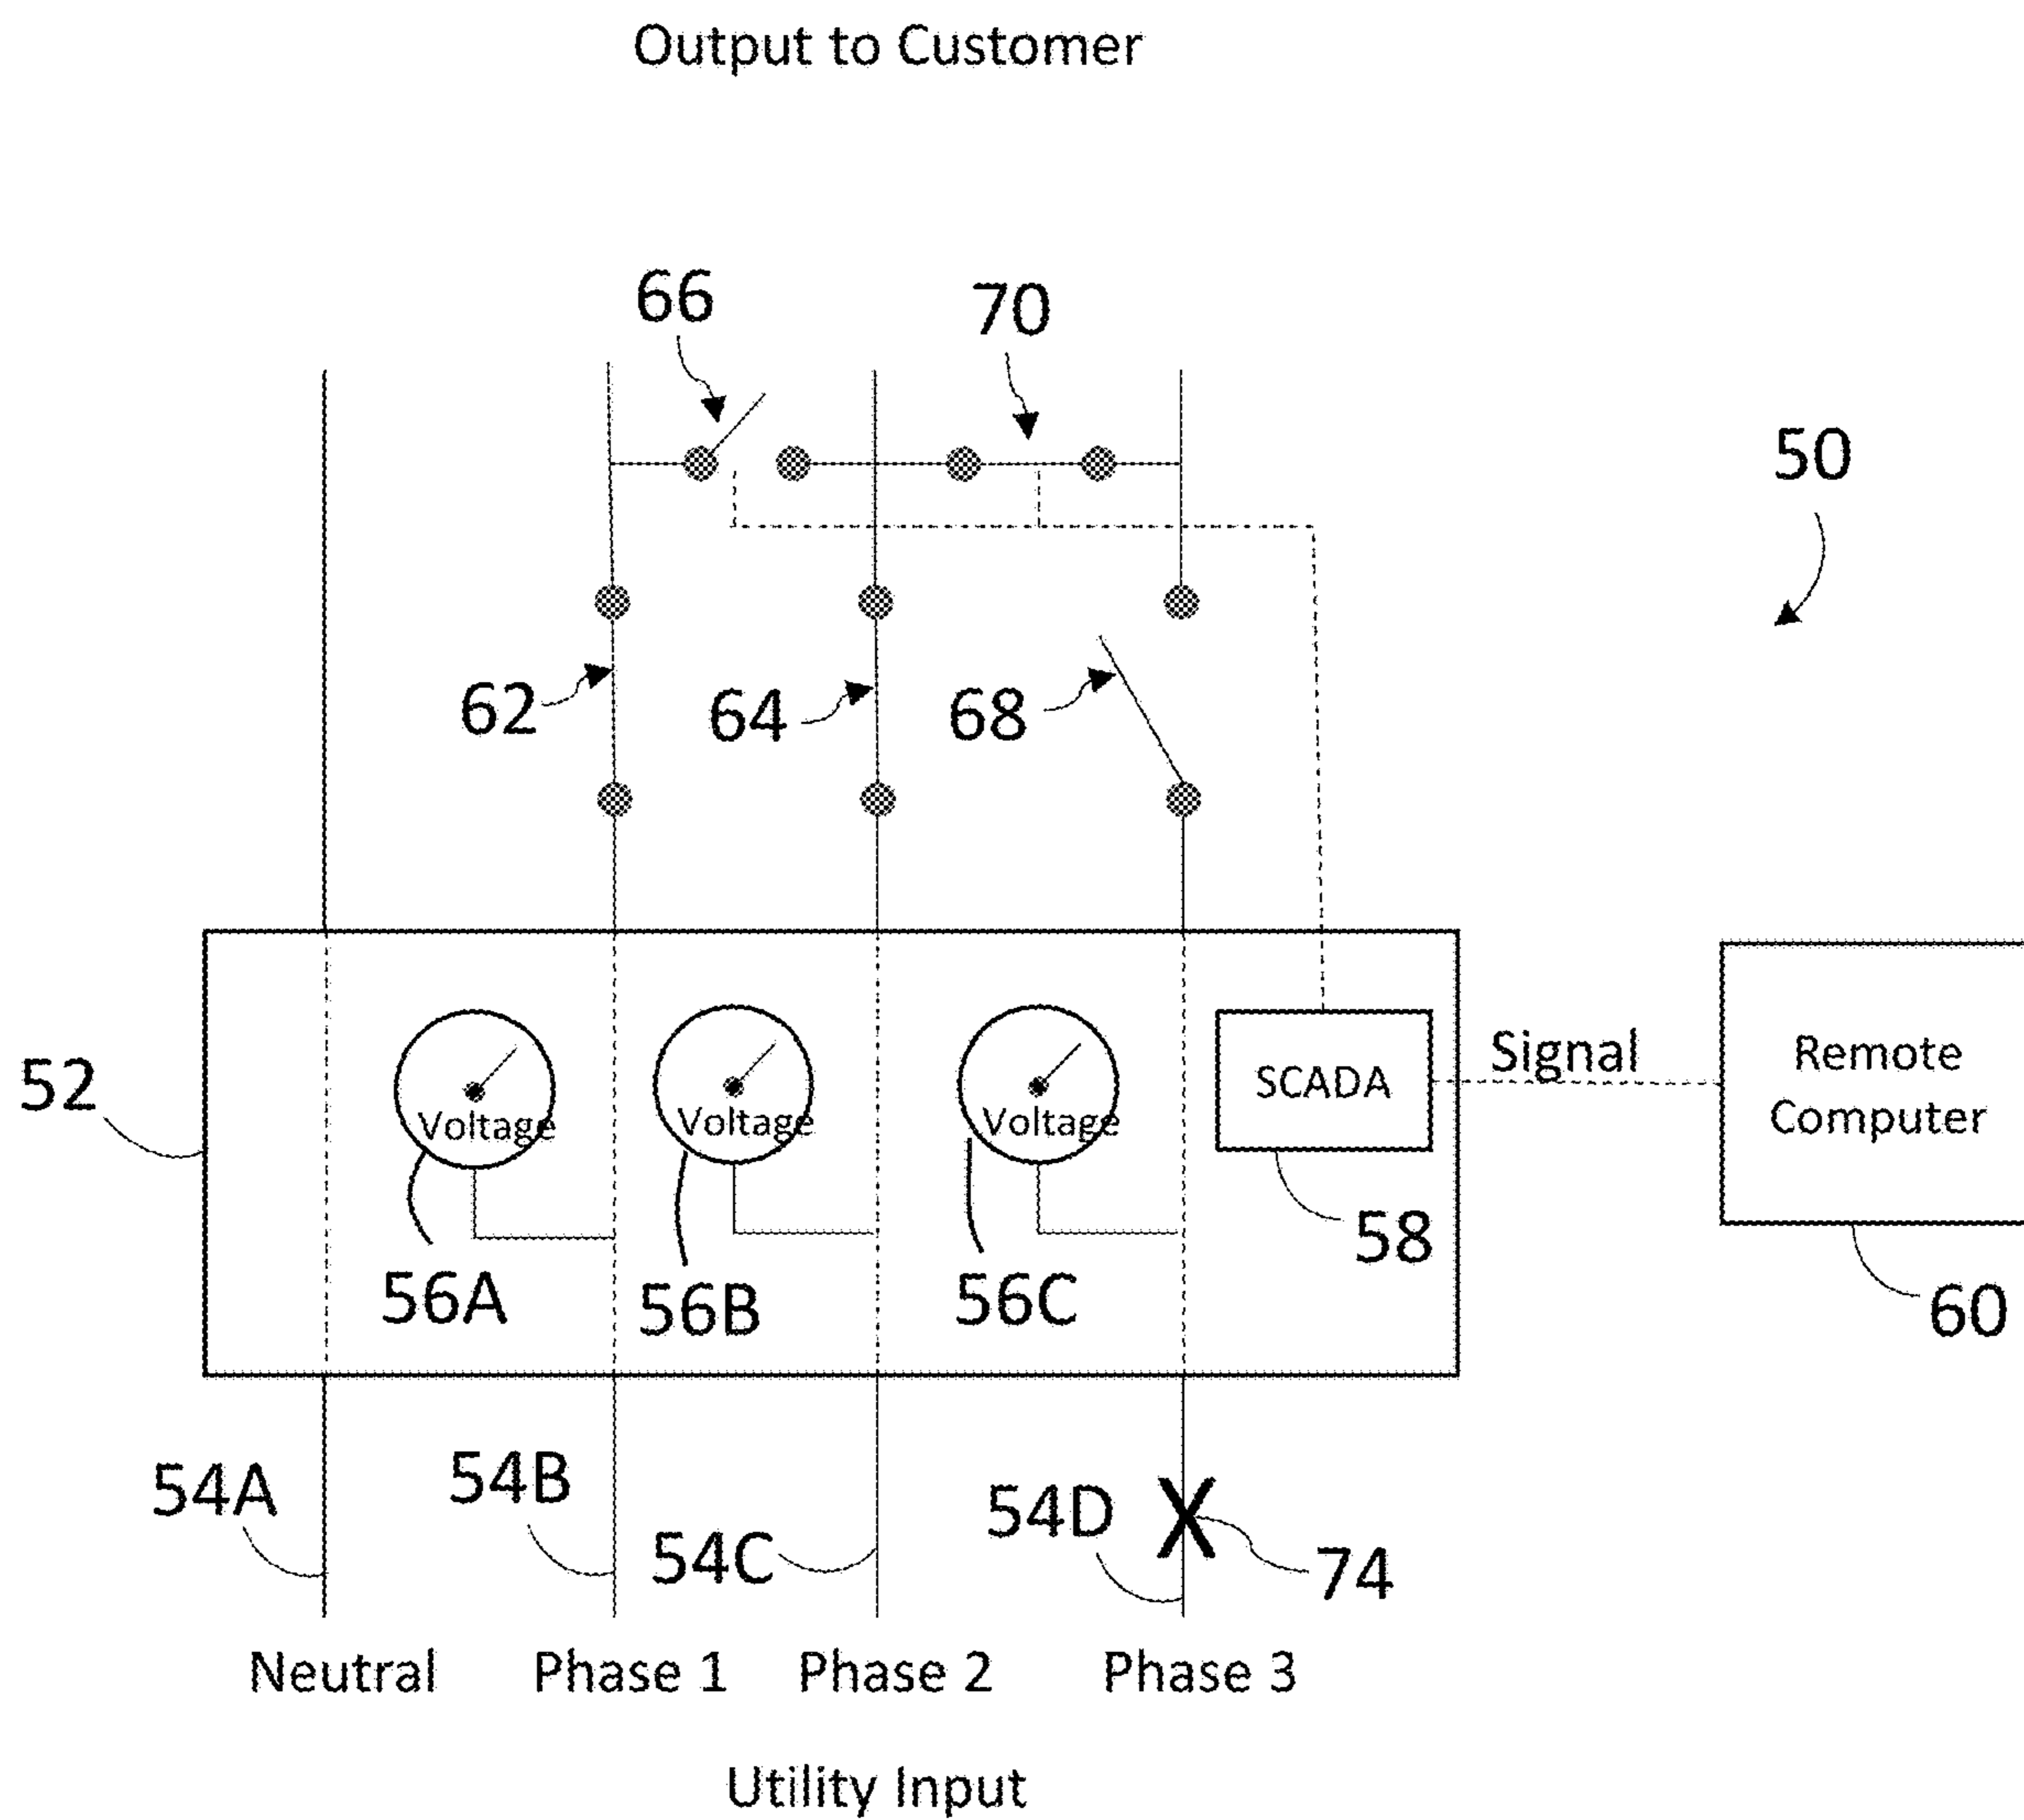 Output to Customer
66
70
50
62
64
68
52
Voltage
Voltage
Voltage
SCADA
Signal
Remote
Computer
56A
56B
56C
58
60
54A
54B
54C
54D
X
74
Neutral
Phase 1
Phase 2
Phase 3
Utility Input